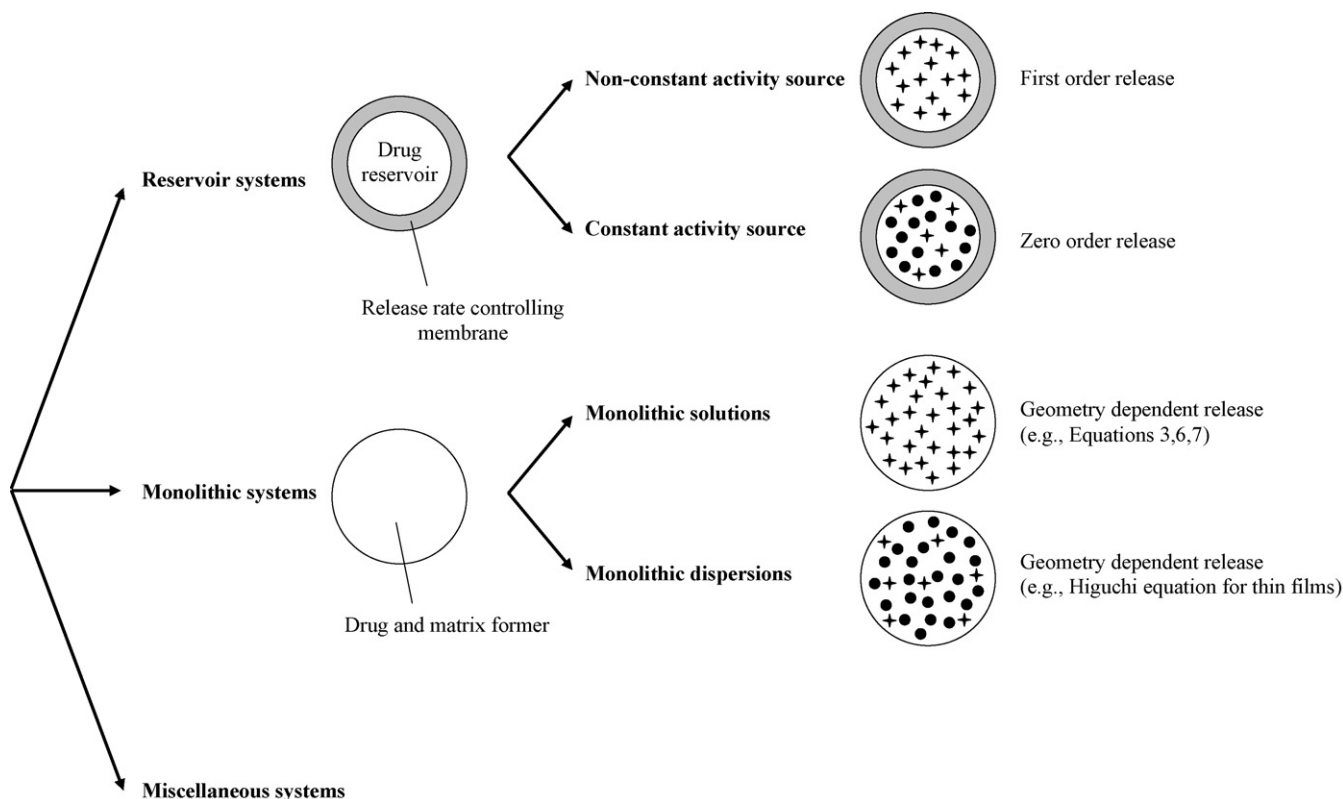 Non-constant activity source
First order release
Reservoir systems
Drug
reservoir
Constant activity source
Zero order release
Release rate controlling
membrane
Monolithic solutions
Geometry dependent release
(e.g., Equations 3,6,7)
Monolithic systems
Monolithic dispersions
Geometry dependent release
(e.g., Higuchi equation for thin films)
Drug and matrix former
Miscellaneous systems